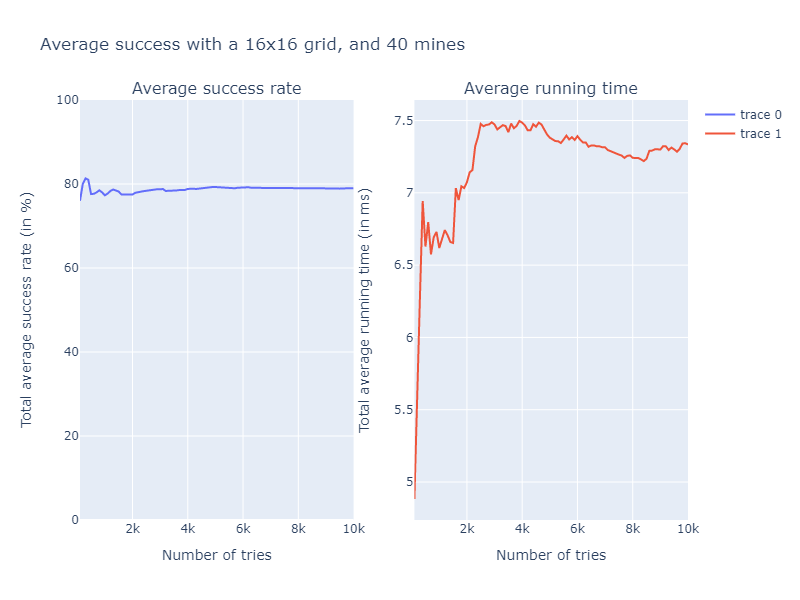 Average success with a 16x16 grid, and 40 mines
Average success rate
Average running time
trace 0
trace 1
Total average success rate (in %)
100
80
60
40
20
0
2k
4k
6k
8k
10k
Number of tries
Total average running time (in ms)
7.5
7
6.5
6
5.5
5
2k
4k
6k
8k
10k
Number of tries